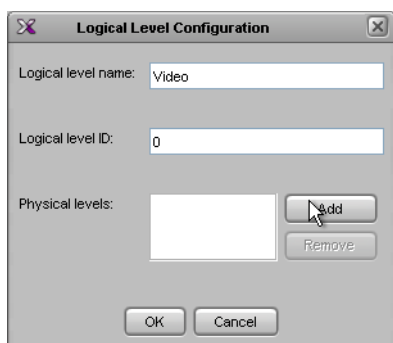 Logical Level Configuration
Logical level name: Video
Logical level ID: 0
Physical levels:
Add
Remove
OK Cancel